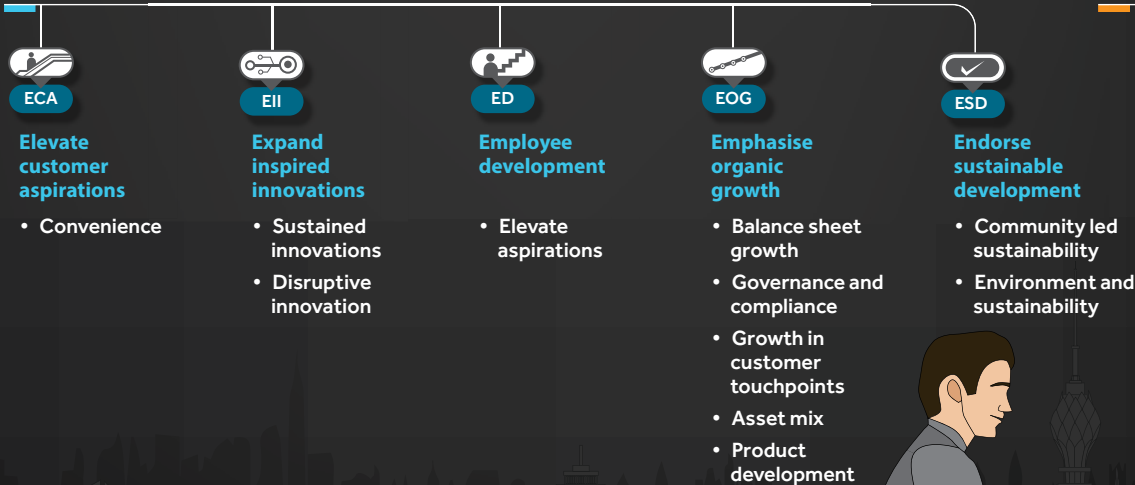 ECA
Elevate
customer
aspirations
• Convenience
EII
Expand
inspired
innovations
• Sustained
innovations
• Disruptive
innovation
ED
Employee
development
• Elevate
aspirations
EOG
Emphasise
organic
growth
• Balance sheet
growth
• Governance and
compliance
• Growth in
customer
touchpoints
• Asset mix
• Product
development
ESD
Endorse
sustainable
development
• Community led
sustainability
• Environment and
sustainability